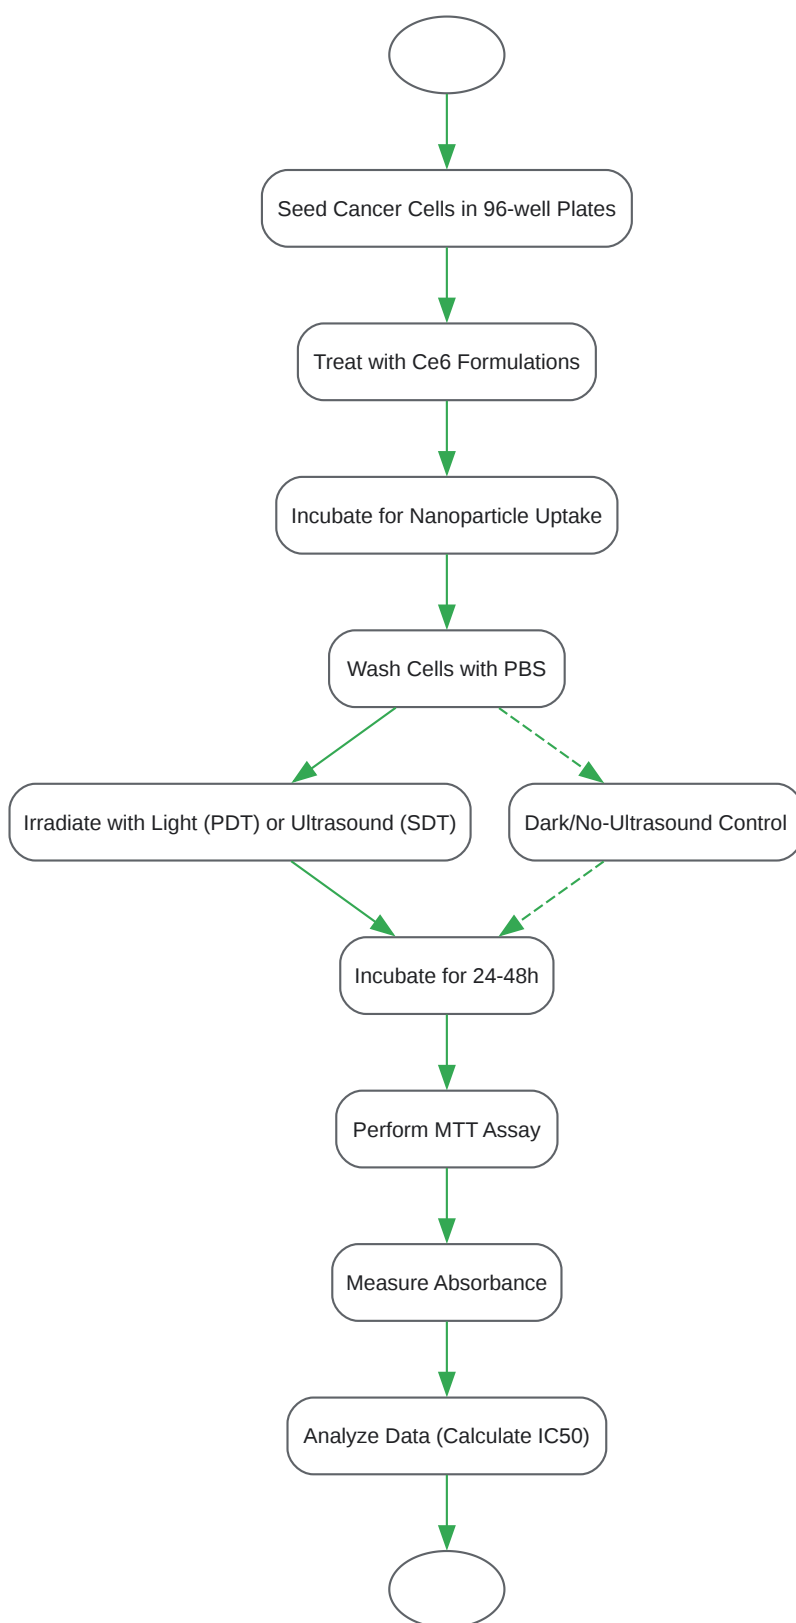 Seed Cancer Cells in 96-well Plates
Treat with Ce6 Formulations
Incubate for Nanoparticle Uptake
Wash Cells with PBS
Irradiate with Light (PDT) or Ultrasound (SDT)
Dark/No-Ultrasound Control
Incubate for 24-48h
Perform MTT Assay
Measure Absorbance
Analyze Data (Calculate IC50)